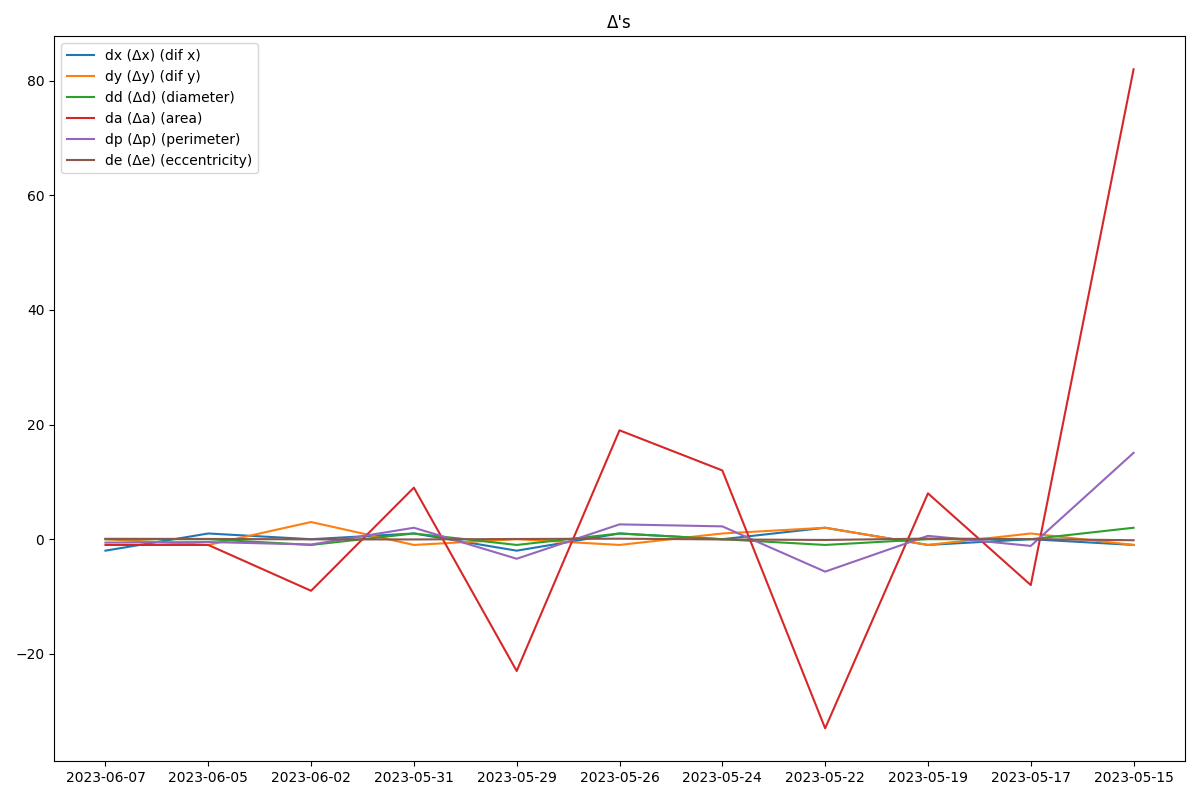 Δ's
dx (Δx) (dif x)
dy (Δy) (dif y)
dd (Δd) (diameter)
da (Δa) (area)
dp (Δp) (perimeter)
de (Δe) (eccentricity)
80
60
40
20
0
−20
2023-06-07 2023-06-05 2023-06-02 2023-05-31 2023-05-29 2023-05-26 2023-05-24 2023-05-22 2023-05-19 2023-05-17 2023-05-15